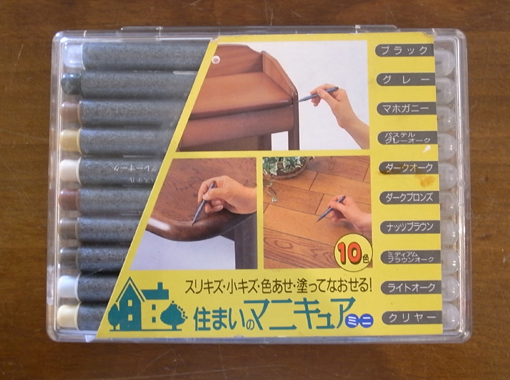 ブラック
グレー
マホガニー
パステル
グレーオーク
ダークオーク
ダークブロンズ
ナッツブラウン
ミディアム
ブラウンオーク
ライトオーク
クリヤー
10色
スリキズ・小キズ・色あせ・塗ってなおせる!
住まいのマニキュア
ミニ